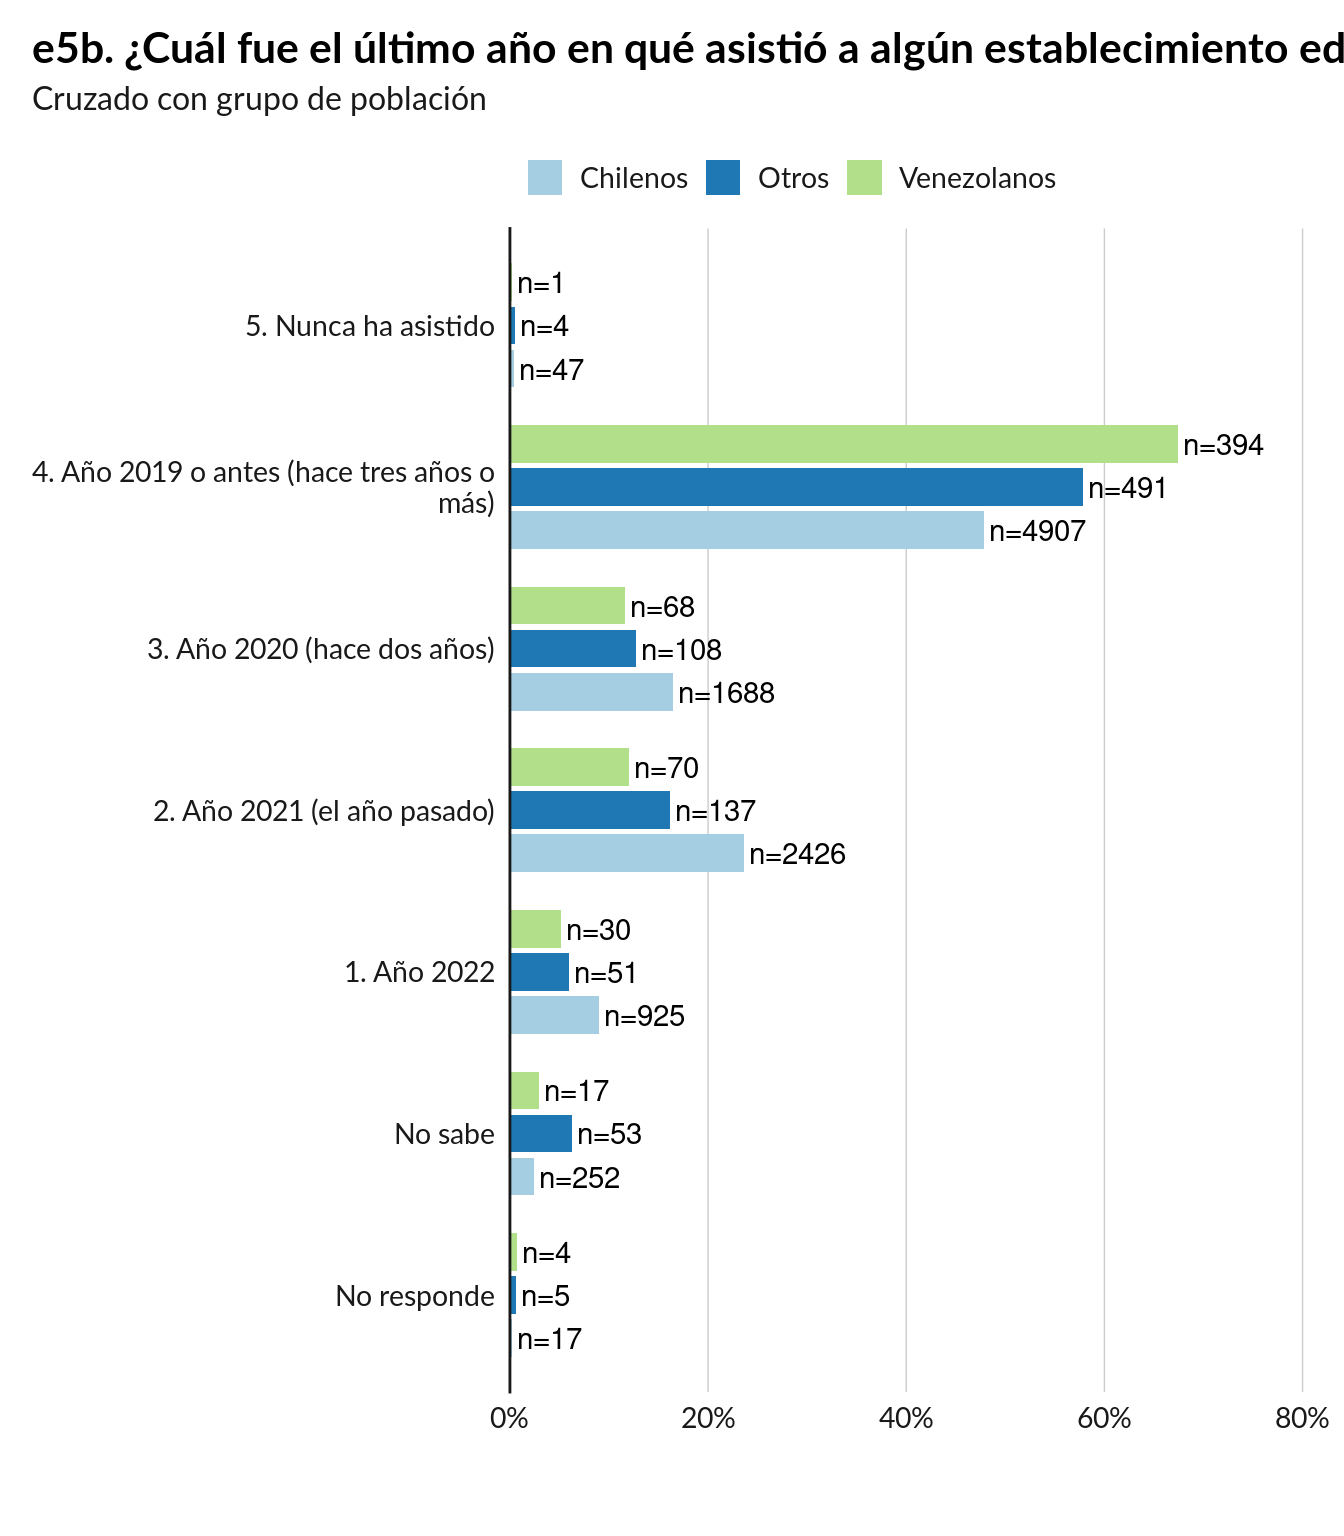 e5b. ¿Cuál fue el último año en qué asistió a algún establecimiento ed
Cruzado con grupo de población
Chilenos Otros Venezolanos
n=1
5. Nunca ha asistido n=4
n=47
n=394
4. Año 2019 o antes (hace tres años o
más)
n=491
n=4907
n=68
3. Año 2020 (hace dos años) n=108
n=1688
n=70
2. Año 2021 (el año pasado) n=137
n=2426
n=30
1. Año 2022 n=51
n=925
n=17
No sabe n=53
n=252
n=4
No responde n=5
n=17
0% 20% 40% 60% 80%